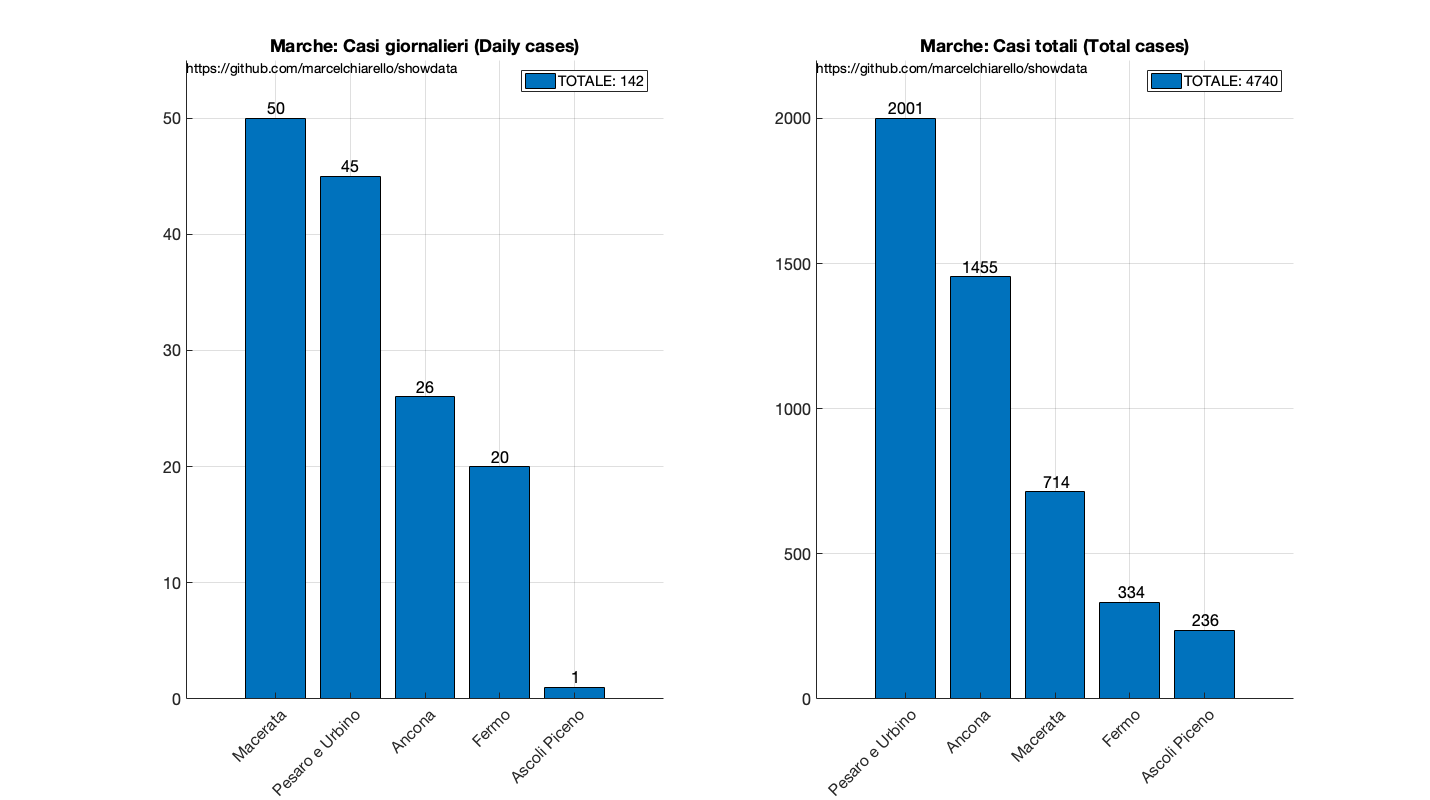 Marche: Casi giornalieri (Daily cases)
https://github.com/marcelchiarello/showdata
TOTALE: 142
50
45
26
20
1
50
40
30
20
10
0
Macerata
Pesaro e Urbino
Ancona
Fermo
Ascoli Piceno
Marche: Casi totali (Total cases)
https://github.com/marcelchiarello/showdata
TOTALE: 4740
2001
1455
714
334
236
2000
1500
1000
500
0
Pesaro e Urbino
Ancona
Macerata
Fermo
Ascoli Piceno